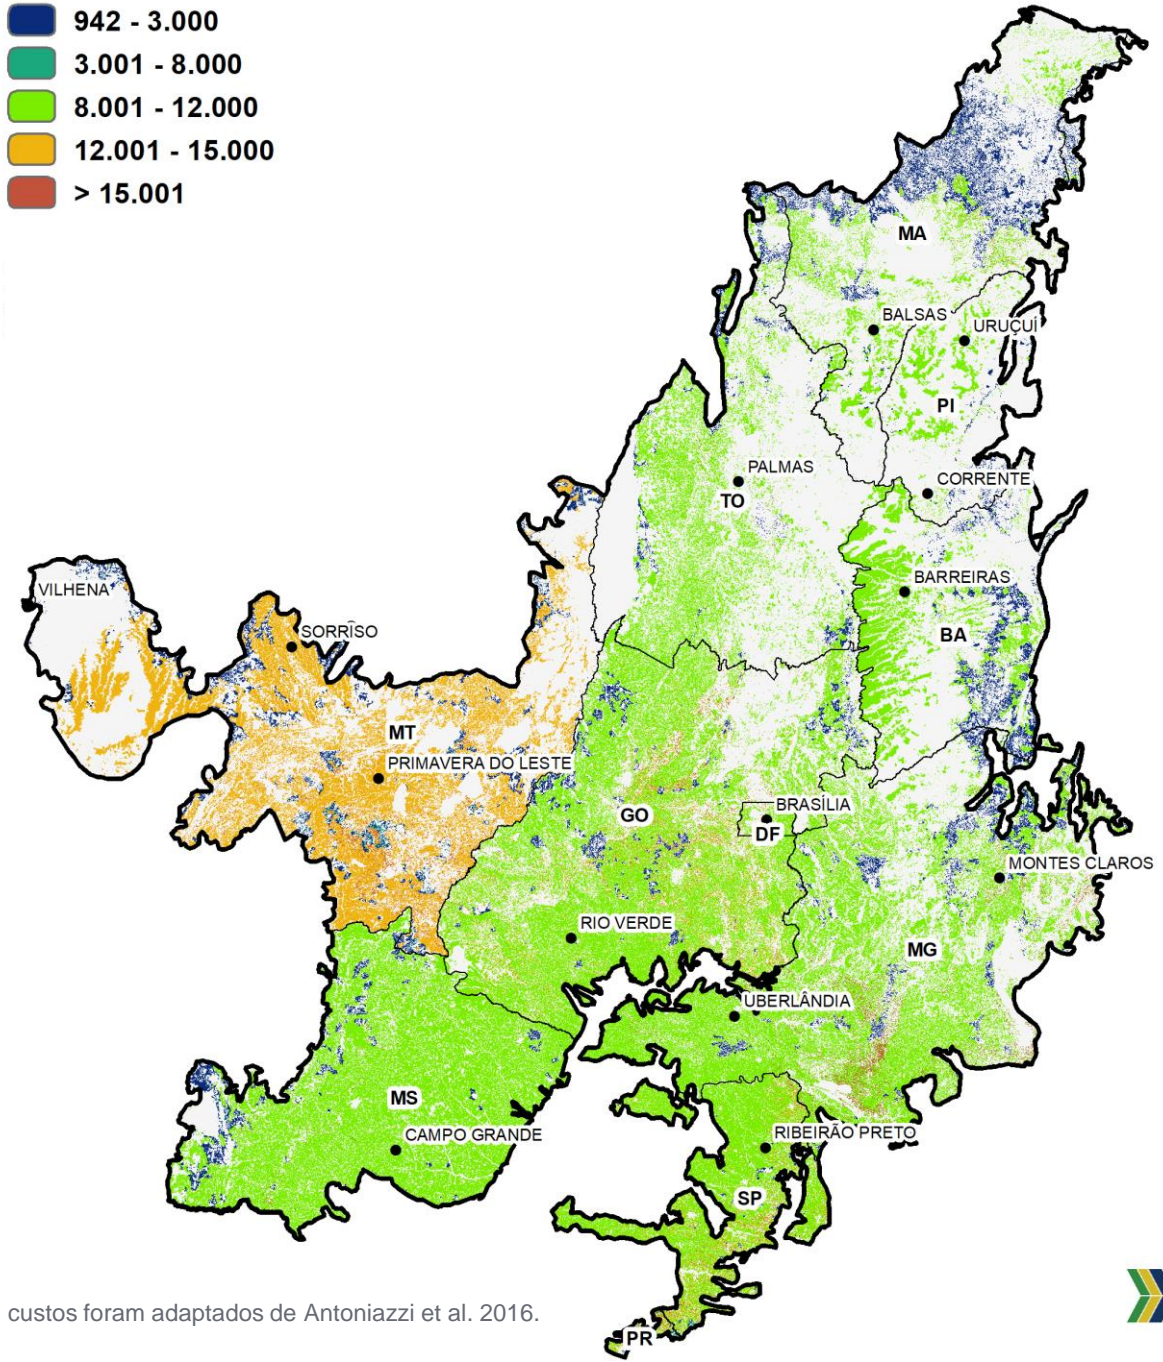 942 - 3.000
3.001 - 8.000
8.001 - 12.000
12.001 - 15.000
> 15.001
MA
BALSAS
URUÇUÍ
PI
PALMAS
CORRENTE
TO
BARREIRAS
VILHENA
SORRISO
BA
MT
PRIMAVERA DO LESTE
BRASÍLIA
GO
DF
MONTES CLAROS
RIO VERDE
MG
UBERLÂNDIA
MS
CAMPO GRANDE
RIBEIRÃO PRETO
SP
custos foram adaptados de Antoniazzi et al. 2016.
PR